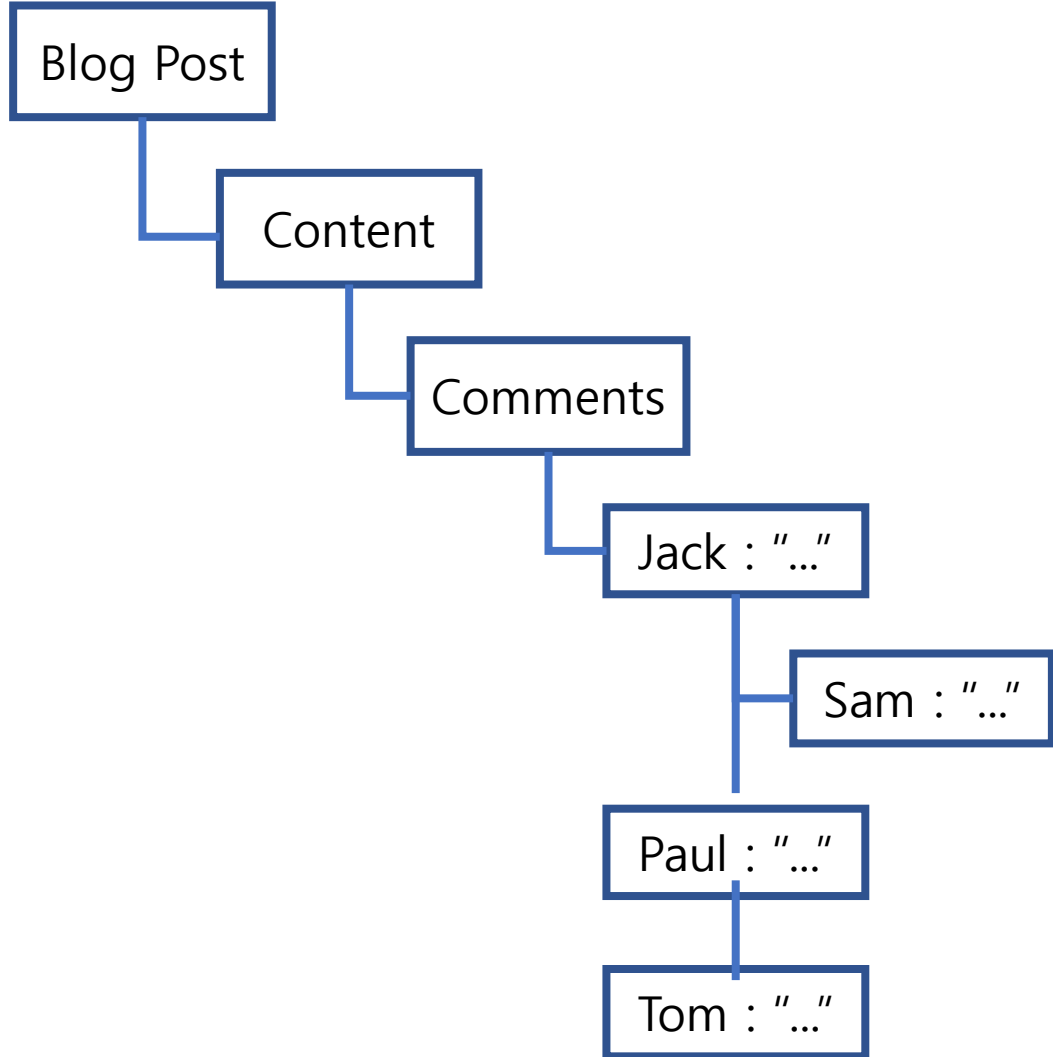 Blog Post
Content
Comments
Jack : “…”
Sam : “…”
Paul : “…”
Tom : “…”